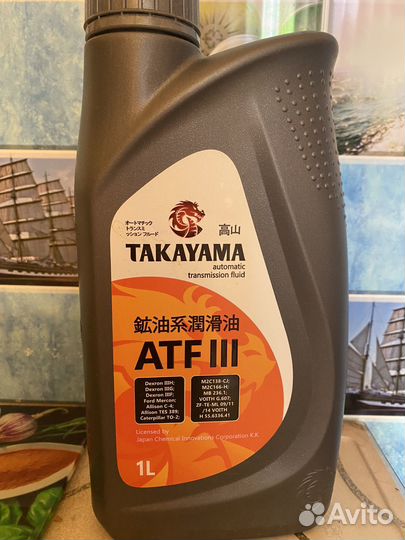 オートマチック
トランスミ
ッション フルード
高山
TAKAYAMA
automatic
transmission fluid
鉱油系潤滑油
ATF III
Dexron IIIH;
Dexron IIIG;
Dexron IIIF;
Ford Mercon;
Allison C-4;
Allison TES 389;
Caterpillar TO-2;
M2C138-CJ;
M2C166-H;
MB 236.1;
VOITH G.607;
ZF-TE-ML 09/11
/14 VOITH
H 55.6336.41
Licensed by
Japan Chemical Innovations Corporation K.K.
1L
Avito